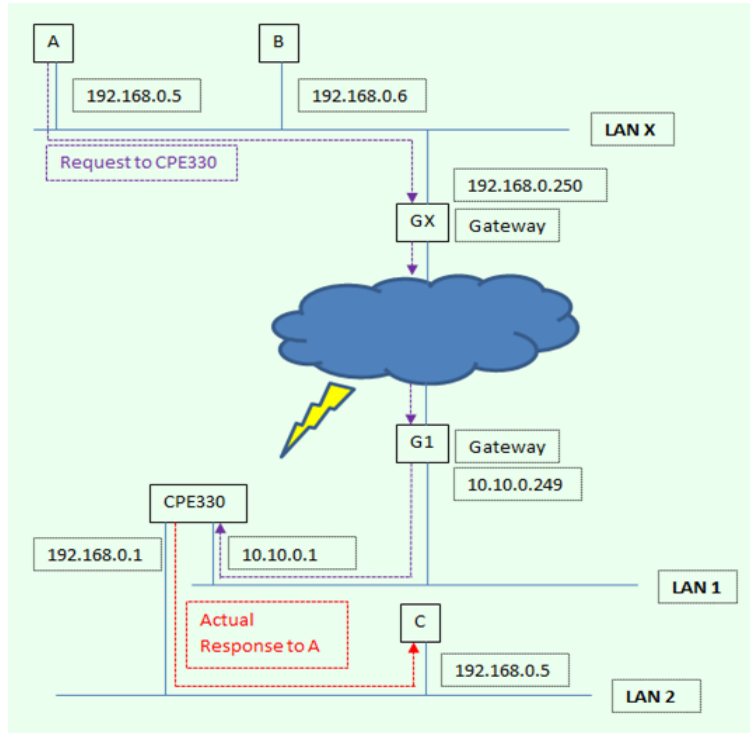 A
B
192.168.0.5
192.168.0.6
LAN X
Request to CPE330
192.168.0.250
GX
Gateway
G1
Gateway
10.10.0.249
CPE330
192.168.0.1
10.10.0.1
LAN 1
Actual
Response to A
C
192.168.0.5
LAN 2